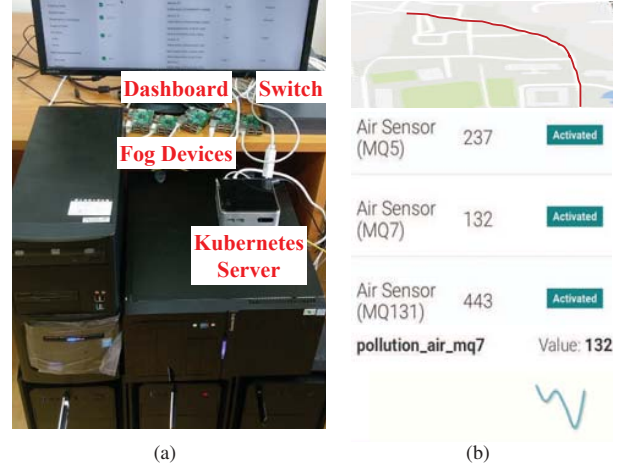 Dashboard
Switch
Fog Devices
Kubernetes
Server
Air Sensor
(MQ5)
237
Activated
Air Sensor
(MQ7)
132
Activated
Air Sensor
(MQ131)
443
Activated
pollution_air_mq7
Value: 132
(a)
(b)